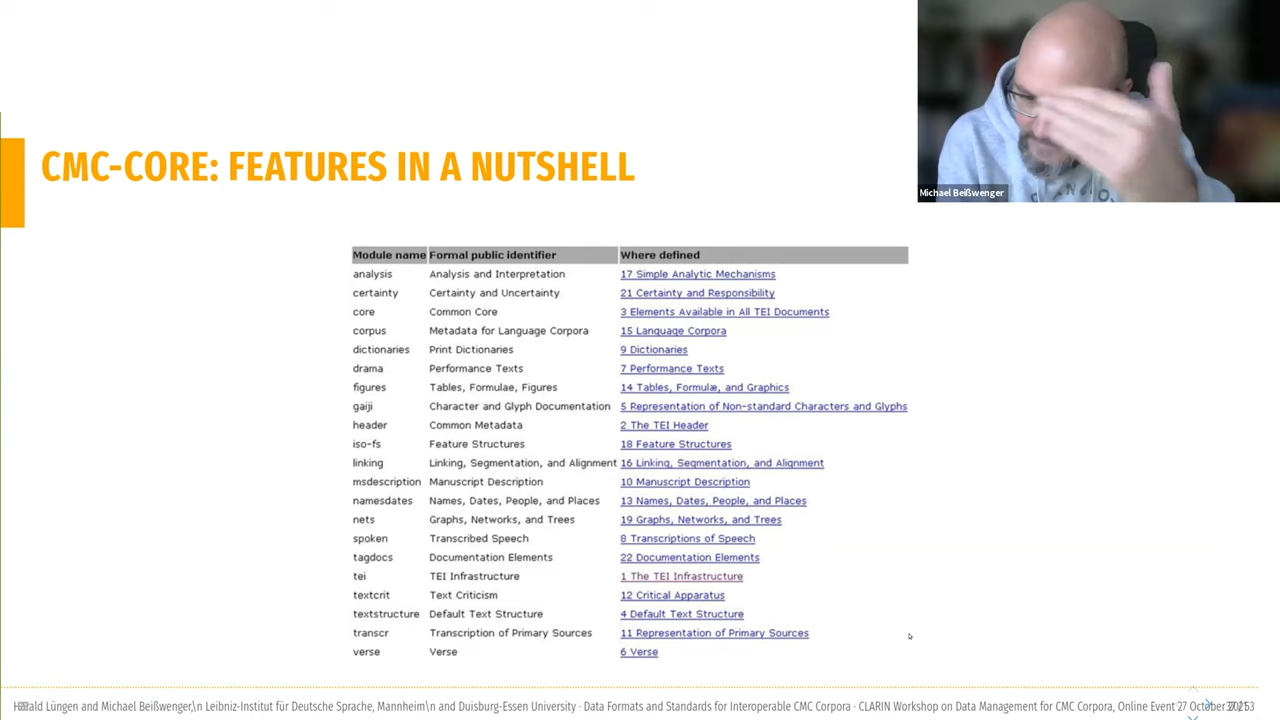 CMC-CORE: FEATURES IN A NUTSHELL
Michael Beißwenger
Module name Formal public identifier Where defined
analysis Analysis and Interpretation 17 Simple Analytic Mechanisms
certainty Certainty and Uncertainty 21 Certainty and Responsibility
core Common Core 3 Elements Available in All TEI Documents
corpus Metadata for Language Corpora 15 Language Corpora
dictionaries Print Dictionaries 9 Dictionaries
drama Performance Texts 7 Performance Texts
figures Tables, Formulae, Figures 14 Tables, Formulæ, and Graphics
gaiji Character and Glyph Documentation 5 Representation of Non-standard Characters and Glyphs
header Common Metadata 2 The TEI Header
iso-fs Feature Structures 18 Feature Structures
linking Linking, Segmentation, and Alignment 16 Linking, Segmentation, and Alignment
msdescription Manuscript Description 10 Manuscript Description
namesdates Names, Dates, People, and Places 13 Names, Dates, People, and Places
nets Graphs, Networks, and Trees 19 Graphs, Networks, and Trees
spoken Transcribed Speech 8 Transcriptions of Speech
tagdocs Documentation Elements 22 Documentation Elements
tei TEI Infrastructure 1 The TEI Infrastructure
textcrit Text Criticism 12 Critical Apparatus
textstructure Default Text Structure 4 Default Text Structure
transcr Transcription of Primary Sources 11 Representation of Primary Sources
verse Verse 6 Verse
Harald Lüngen and Michael Beißwenger,\n Leibniz-Institut für Deutsche Sprache, Mannheim\n and Duisburg-Essen University · Data Formats and Standards for Interoperable CMC Corpora · CLARIN Workshop on Data Management for CMC Corpora, Online Event 27 October